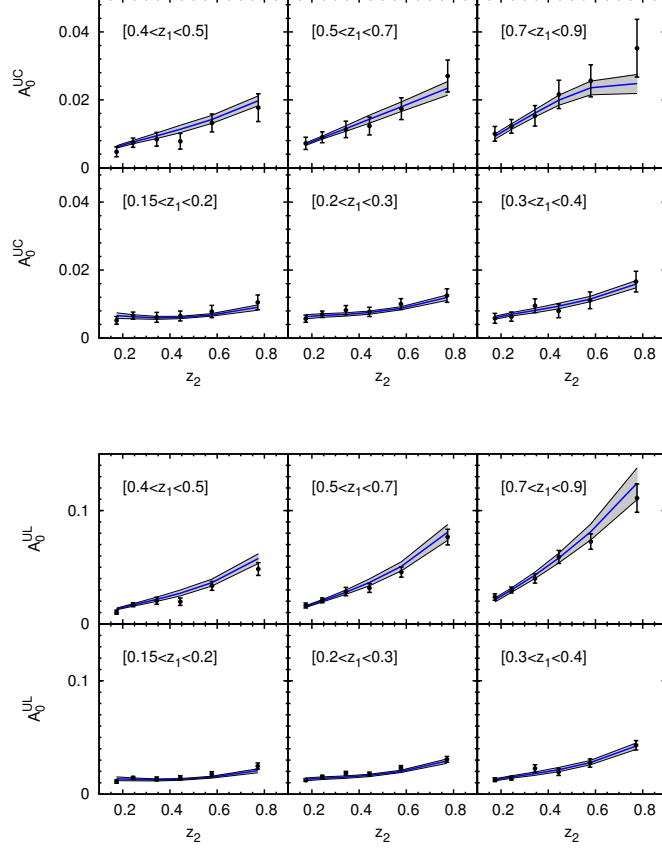 0.04
[0.4<z₁<0.5]
[0.5<z₁<0.7]
[0.7<z₁<0.9]
A₀ᵁᶜ
0.02
0
0.04
[0.15<z₁<0.2]
[0.2<z₁<0.3]
[0.3<z₁<0.4]
A₀ᵁᶜ
0.02
0
0.2 0.4 0.6 0.8 0.2 0.4 0.6 0.8 0.2 0.4 0.6 0.8
z₂ z₂ z₂
[0.4<z₁<0.5]
[0.5<z₁<0.7]
[0.7<z₁<0.9]
0.1
A₀ᵁᴸ
0
[0.15<z₁<0.2]
[0.2<z₁<0.3]
[0.3<z₁<0.4]
0.1
A₀ᵁᴸ
0
0.2 0.4 0.6 0.8 0.2 0.4 0.6 0.8 0.2 0.4 0.6 0.8
z₂ z₂ z₂